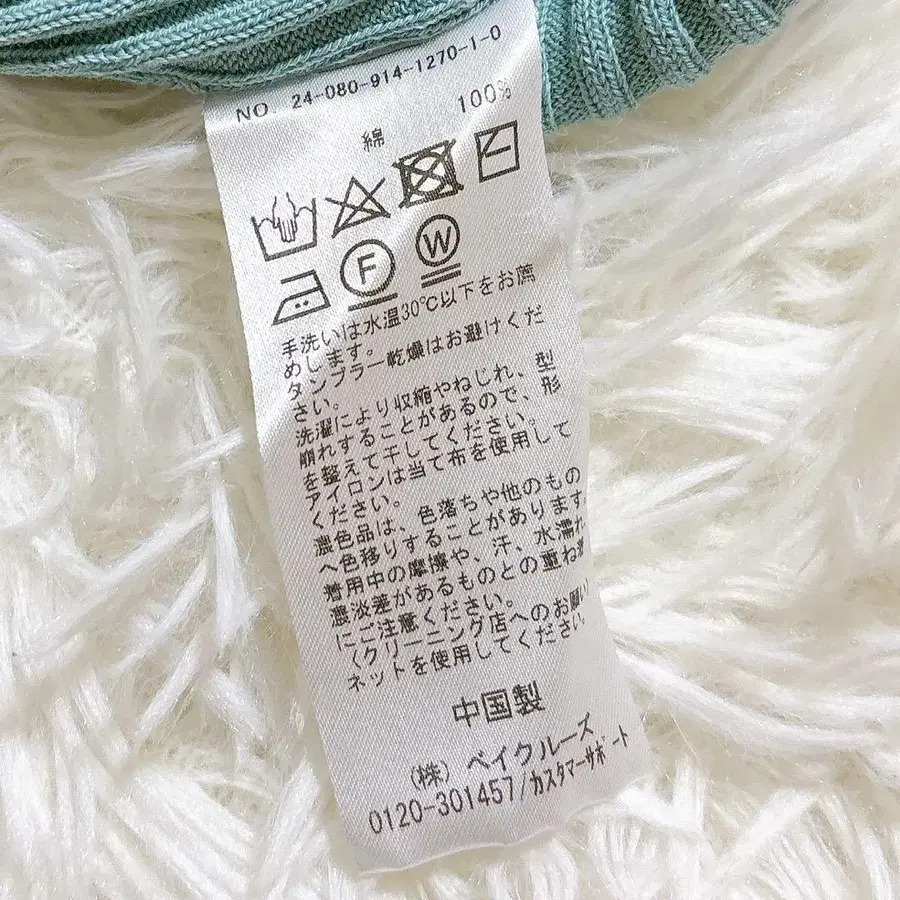 NO. 24-080-914-1270-1-0
綿 100%
F W
手洗いは水温30℃以下をお薦
めします。
タンブラー乾燥はお避けくだ
さい。
洗濯により収縮やねじれ、型
崩れすることがあるので、形
を整えて干してください。
アイロンは当て布を使用して
ください。
濃色品は、色落ちや他のもの
へ色移りすることがあります
着用中の摩擦や、汗、水濡れ
濃淡差があるものとの重ね着
にご注意ください。
〈クリーニング店へのお願い
ネットを使用してください。
中国製
(株) ベイクルーズ
0120-301457/カスタマーサポート